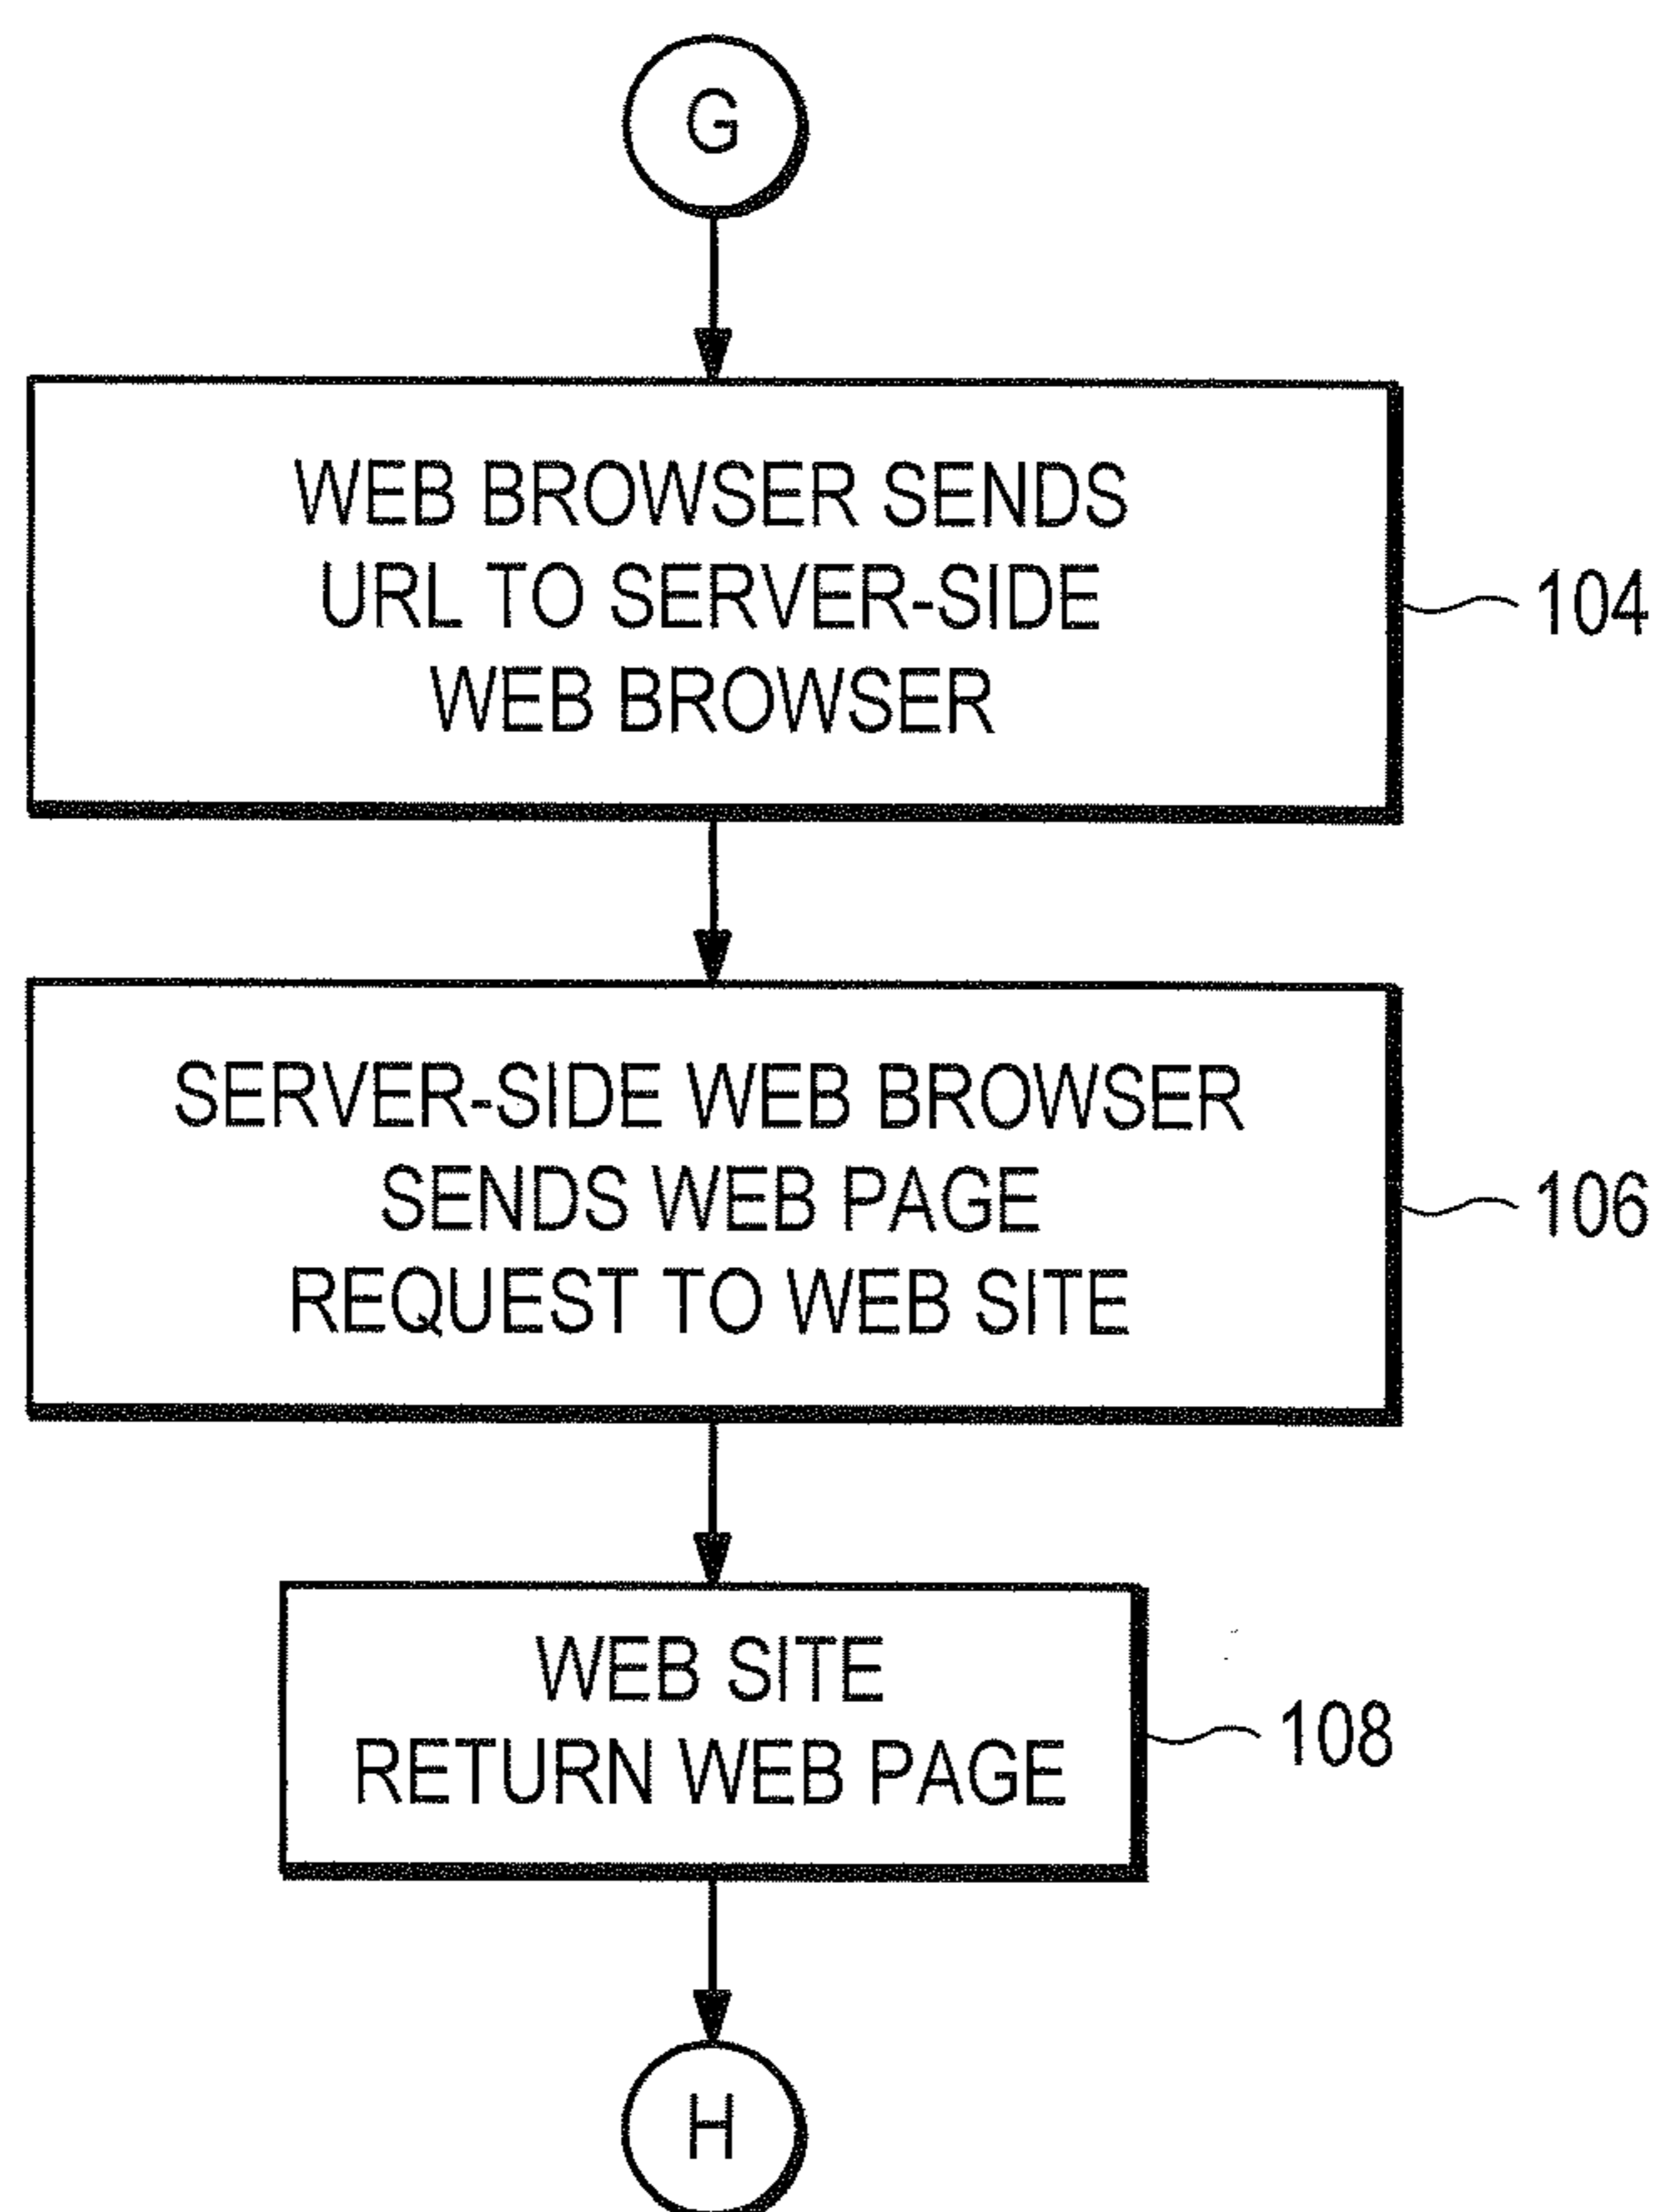 G
WEB BROWSER SENDS
URL TO SERVER-SIDE
WEB BROWSER
104
SERVER-SIDE WEB BROWSER
SENDS WEB PAGE
REQUEST TO WEB SITE
106
WEB SITE
RETURN WEB PAGE
108
H